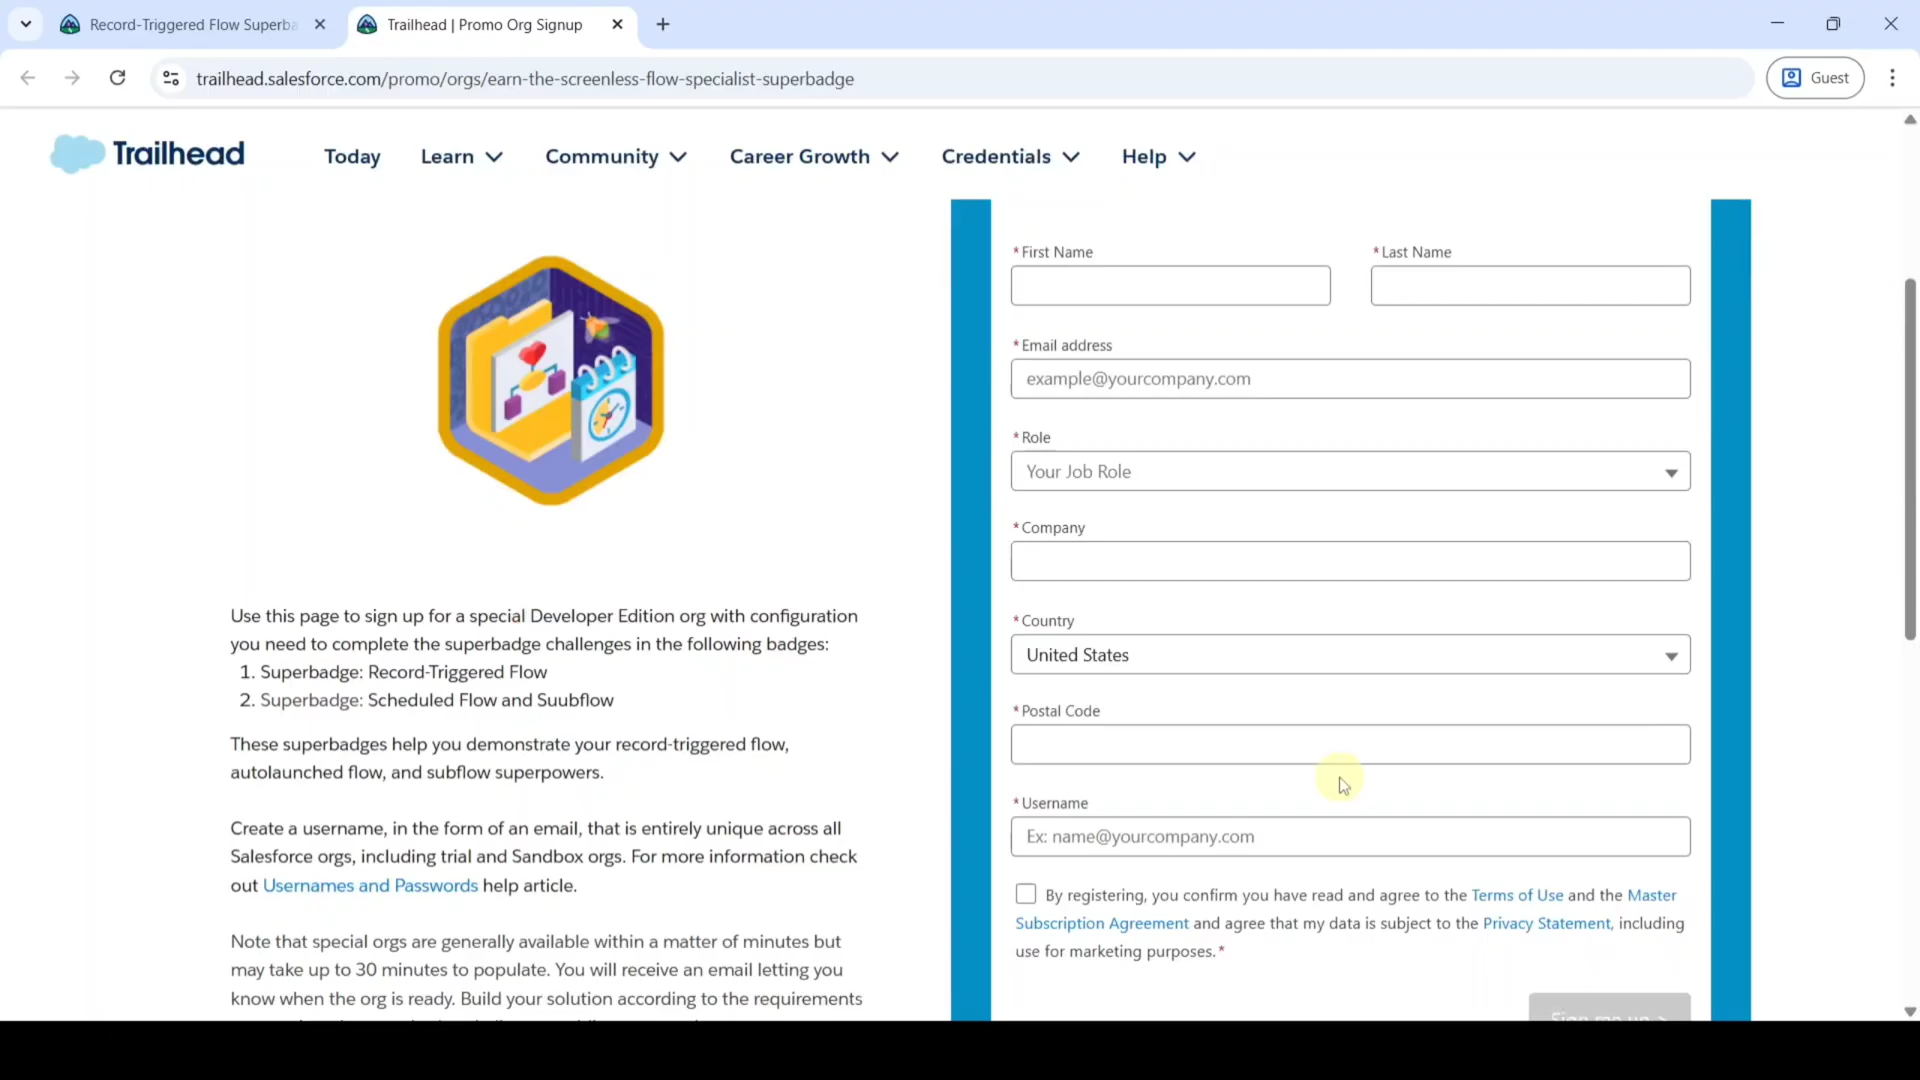 Record-Triggered Flow Superba
Trailhead | Promo Org Signup
trailhead.salesforce.com/promo/orgs/earn-the-screenless-flow-specialist-superbadge
Guest
Trailhead
Today
Learn
Community
Career Growth
Credentials
Help
Use this page to sign up for a special Developer Edition org with configuration
you need to complete the superbadge challenges in the following badges:
1. Superbadge: Record-Triggered Flow
2. Superbadge: Scheduled Flow and Suubflow
These superbadges help you demonstrate your record-triggered flow,
autolaunched flow, and subflow superpowers.
Create a username, in the form of an email, that is entirely unique across all
Salesforce orgs, including trial and Sandbox orgs. For more information check
out Usernames and Passwords help article.
Note that special orgs are generally available within a matter of minutes but
may take up to 30 minutes to populate. You will receive an email letting you
know when the org is ready. Build your solution according to the requirements
* First Name
* Last Name
* Email address
example@yourcompany.com
* Role
Your Job Role
* Company
* Country
United States
* Postal Code
* Username
Ex: name@yourcompany.com
By registering, you confirm you have read and agree to the Terms of Use and the Master
Subscription Agreement and agree that my data is subject to the Privacy Statement, including
use for marketing purposes.*
Sign me up >